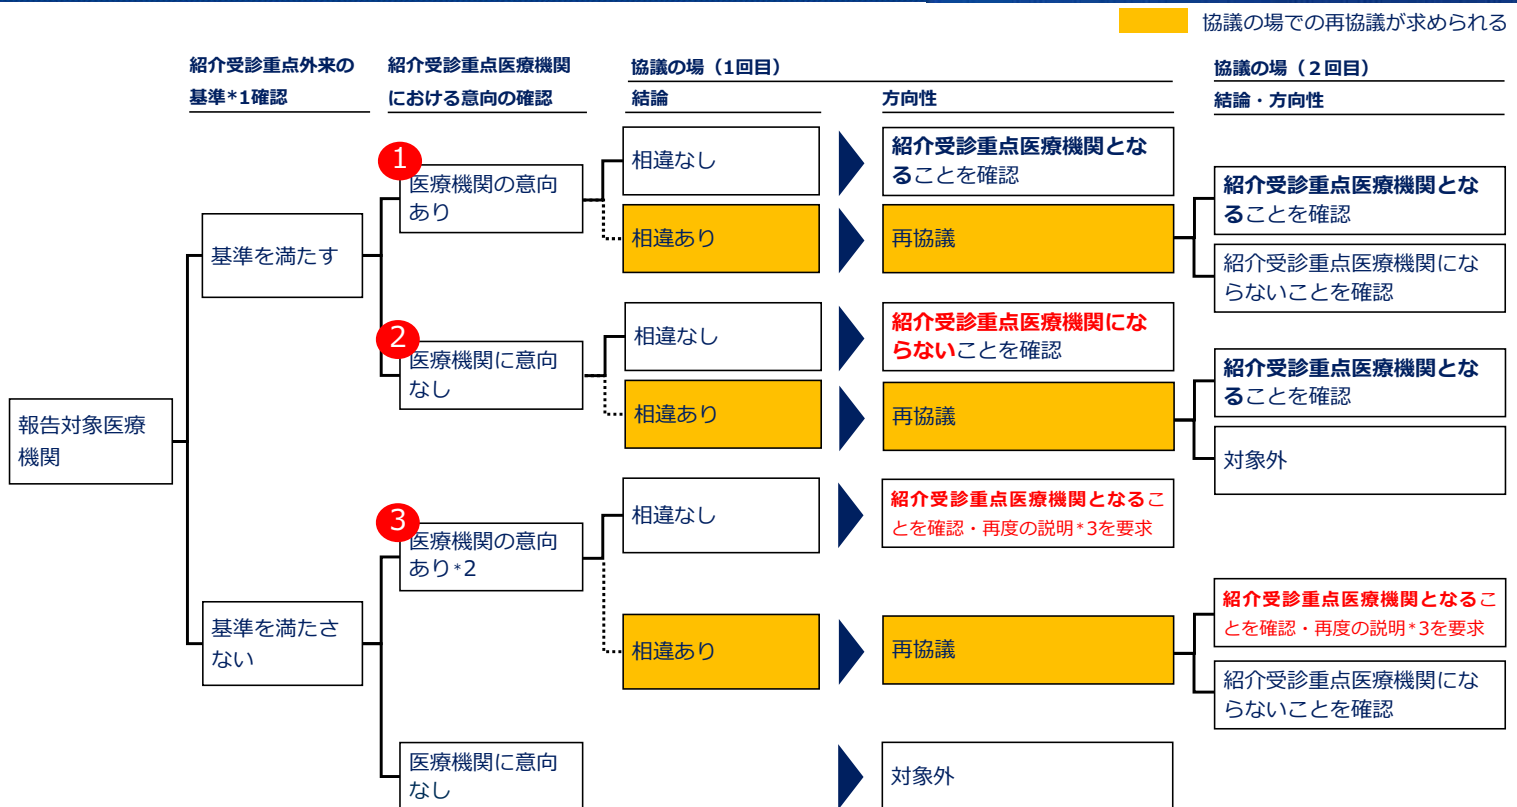 協議の場での再協議が求められる
紹介受診重点外来の
基準*1確認
紹介受診重点医療機関
における意向の確認
協議の場（1回目）
結論
方向性
協議の場（２回目）
結論・方向性
報告対象医療
機関
基準を満たす
1
医療機関の意向
あり
相違なし
紹介受診重点医療機関とな
ることを確認
相違あり
再協議
紹介受診重点医療機関とな
ることを確認
紹介受診重点医療機関にな
らないことを確認
2
医療機関に意向
なし
相違なし
紹介受診重点医療機関にな
らないことを確認
相違あり
再協議
紹介受診重点医療機関とな
ることを確認
対象外
基準を満たさ
ない
3
医療機関の意向
あり*2
相違なし
紹介受診重点医療機関となるこ
とを確認・再度の説明*3を要求
相違あり
再協議
紹介受診重点医療機関となるこ
とを確認・再度の説明*3を要求
紹介受診重点医療機関にな
らないことを確認
医療機関に意向
なし
対象外